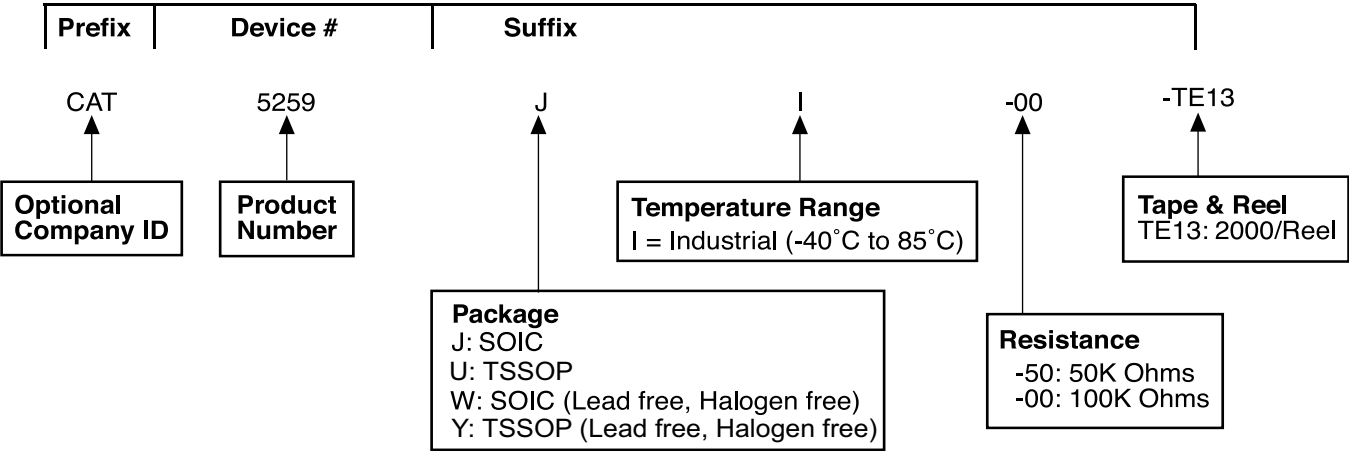 Prefix
Device #
Suffix
CAT
5259
J
I
-00
-TE13
Optional
Company ID
Product
Number
Temperature Range
I = Industrial (-40˚C to 85˚C)
Tape & Reel
TE13: 2000/Reel
Package
J: SOIC
U: TSSOP
W: SOIC (Lead free, Halogen free)
Y: TSSOP (Lead free, Halogen free)
Resistance
-50: 50K Ohms
-00: 100K Ohms